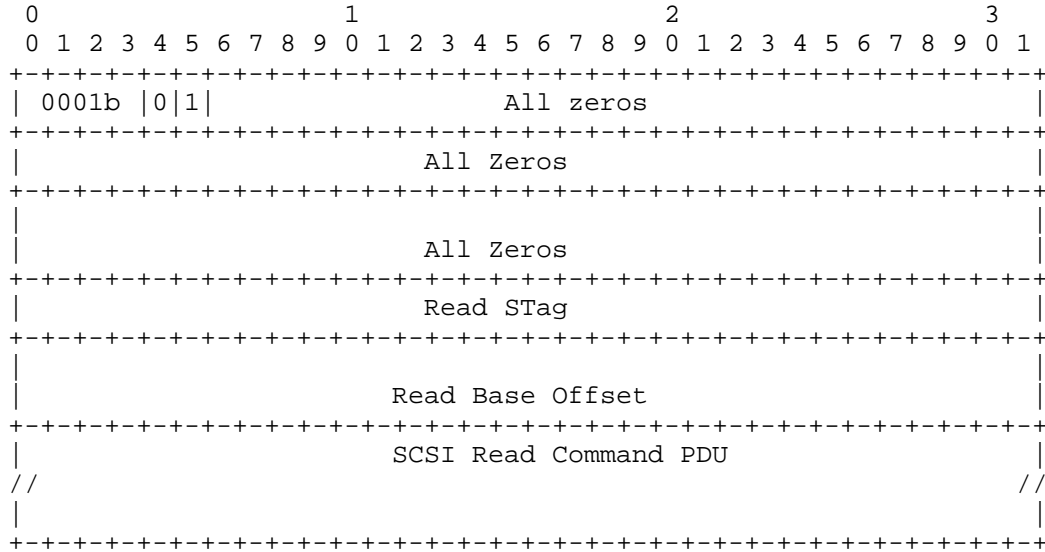 0                   1                   2                   3
 0 1 2 3 4 5 6 7 8 9 0 1 2 3 4 5 6 7 8 9 0 1 2 3 4 5 6 7 8 9 0 1
+-+-+-+-+-+-+-+-+-+-+-+-+-+-+-+-+-+-+-+-+-+-+-+-+-+-+-+-+-+-+-+-+
| 0001b |0|1|                  All zeros                        |
+-+-+-+-+-+-+-+-+-+-+-+-+-+-+-+-+-+-+-+-+-+-+-+-+-+-+-+-+-+-+-+-+
|                         All Zeros                             |
+-+-+-+-+-+-+-+-+-+-+-+-+-+-+-+-+-+-+-+-+-+-+-+-+-+-+-+-+-+-+-+-+
|                                                               |
|                         All Zeros                             |
+-+-+-+-+-+-+-+-+-+-+-+-+-+-+-+-+-+-+-+-+-+-+-+-+-+-+-+-+-+-+-+-+
|                         Read STag                             |
+-+-+-+-+-+-+-+-+-+-+-+-+-+-+-+-+-+-+-+-+-+-+-+-+-+-+-+-+-+-+-+-+
|                                                               |
|                       Read Base Offset                        |
+-+-+-+-+-+-+-+-+-+-+-+-+-+-+-+-+-+-+-+-+-+-+-+-+-+-+-+-+-+-+-+-+
|                       SCSI Read Command PDU                   |
//                                                             //
|                                                               |
+-+-+-+-+-+-+-+-+-+-+-+-+-+-+-+-+-+-+-+-+-+-+-+-+-+-+-+-+-+-+-+-+